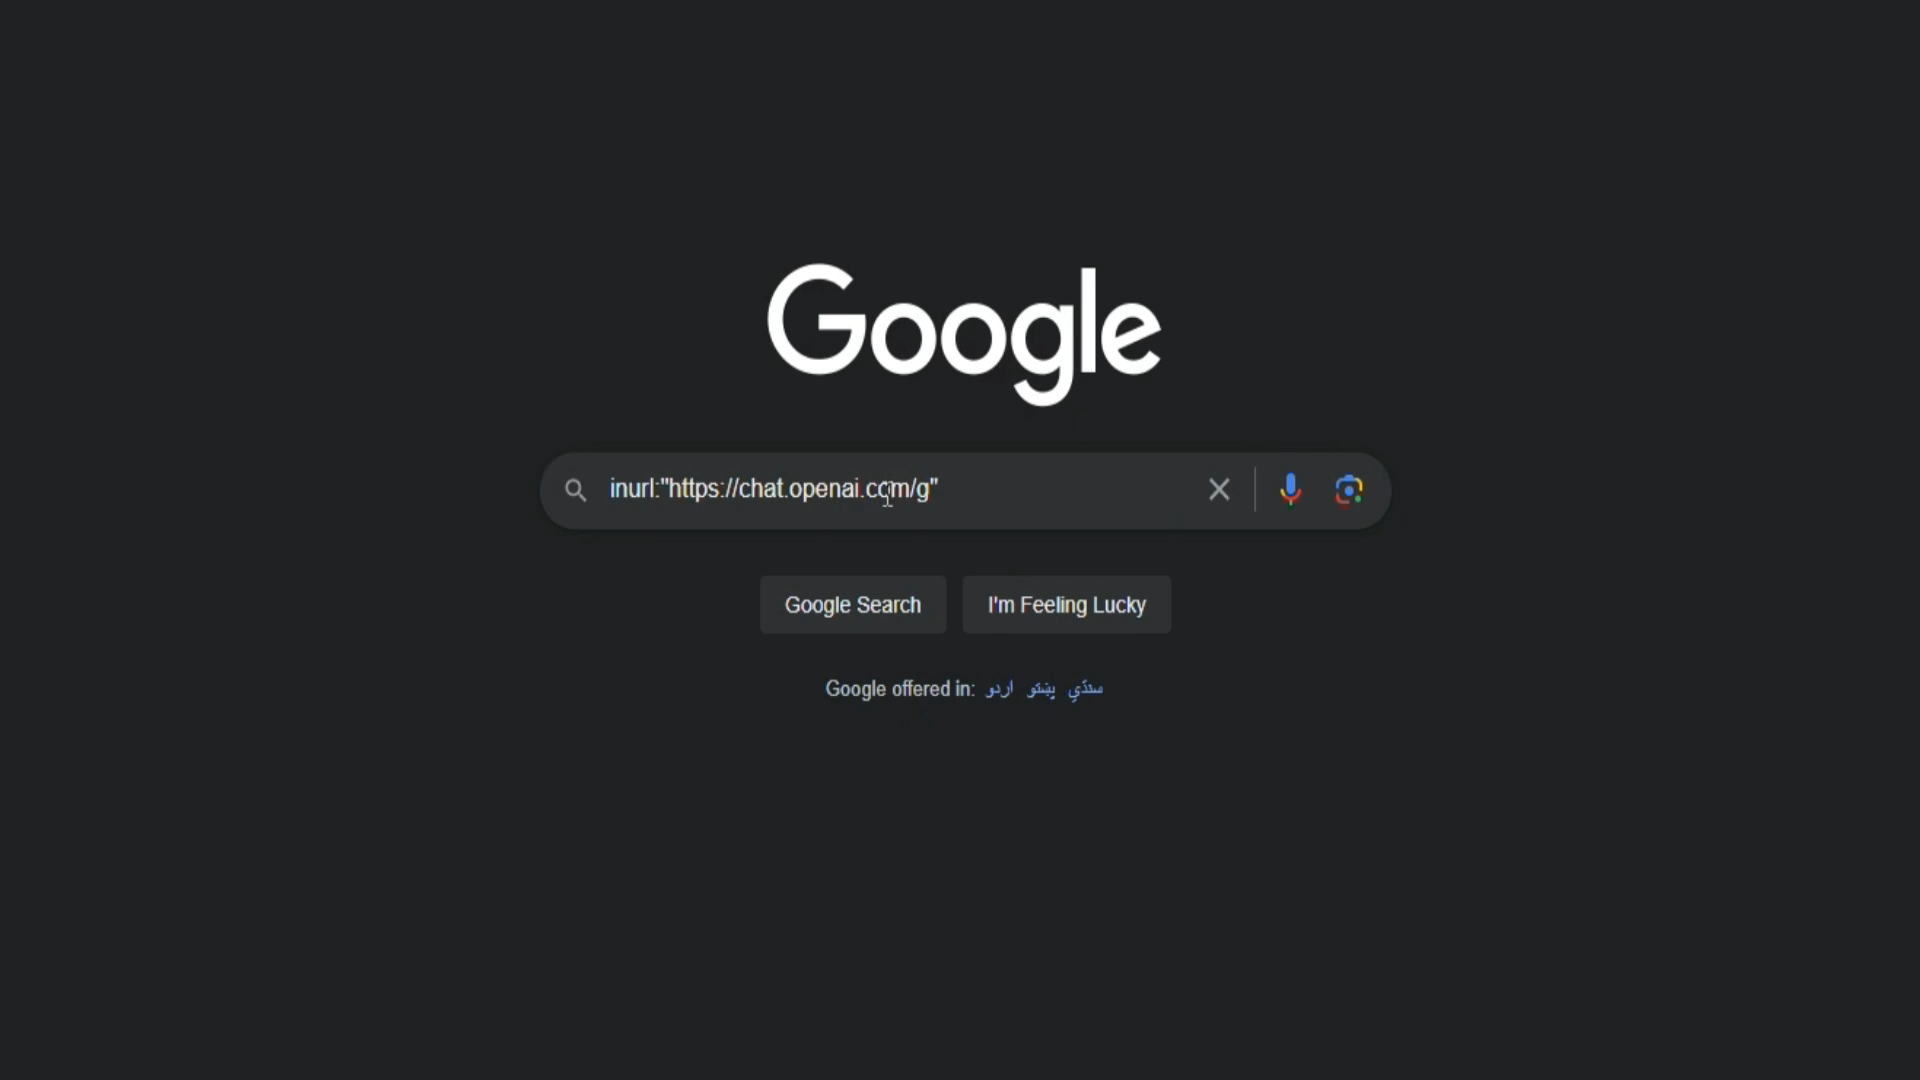 Google
inurl:"https://chat.openai.com/g"
Google Search
I'm Feeling Lucky
Google offered in: اردو پښتو سنڌي